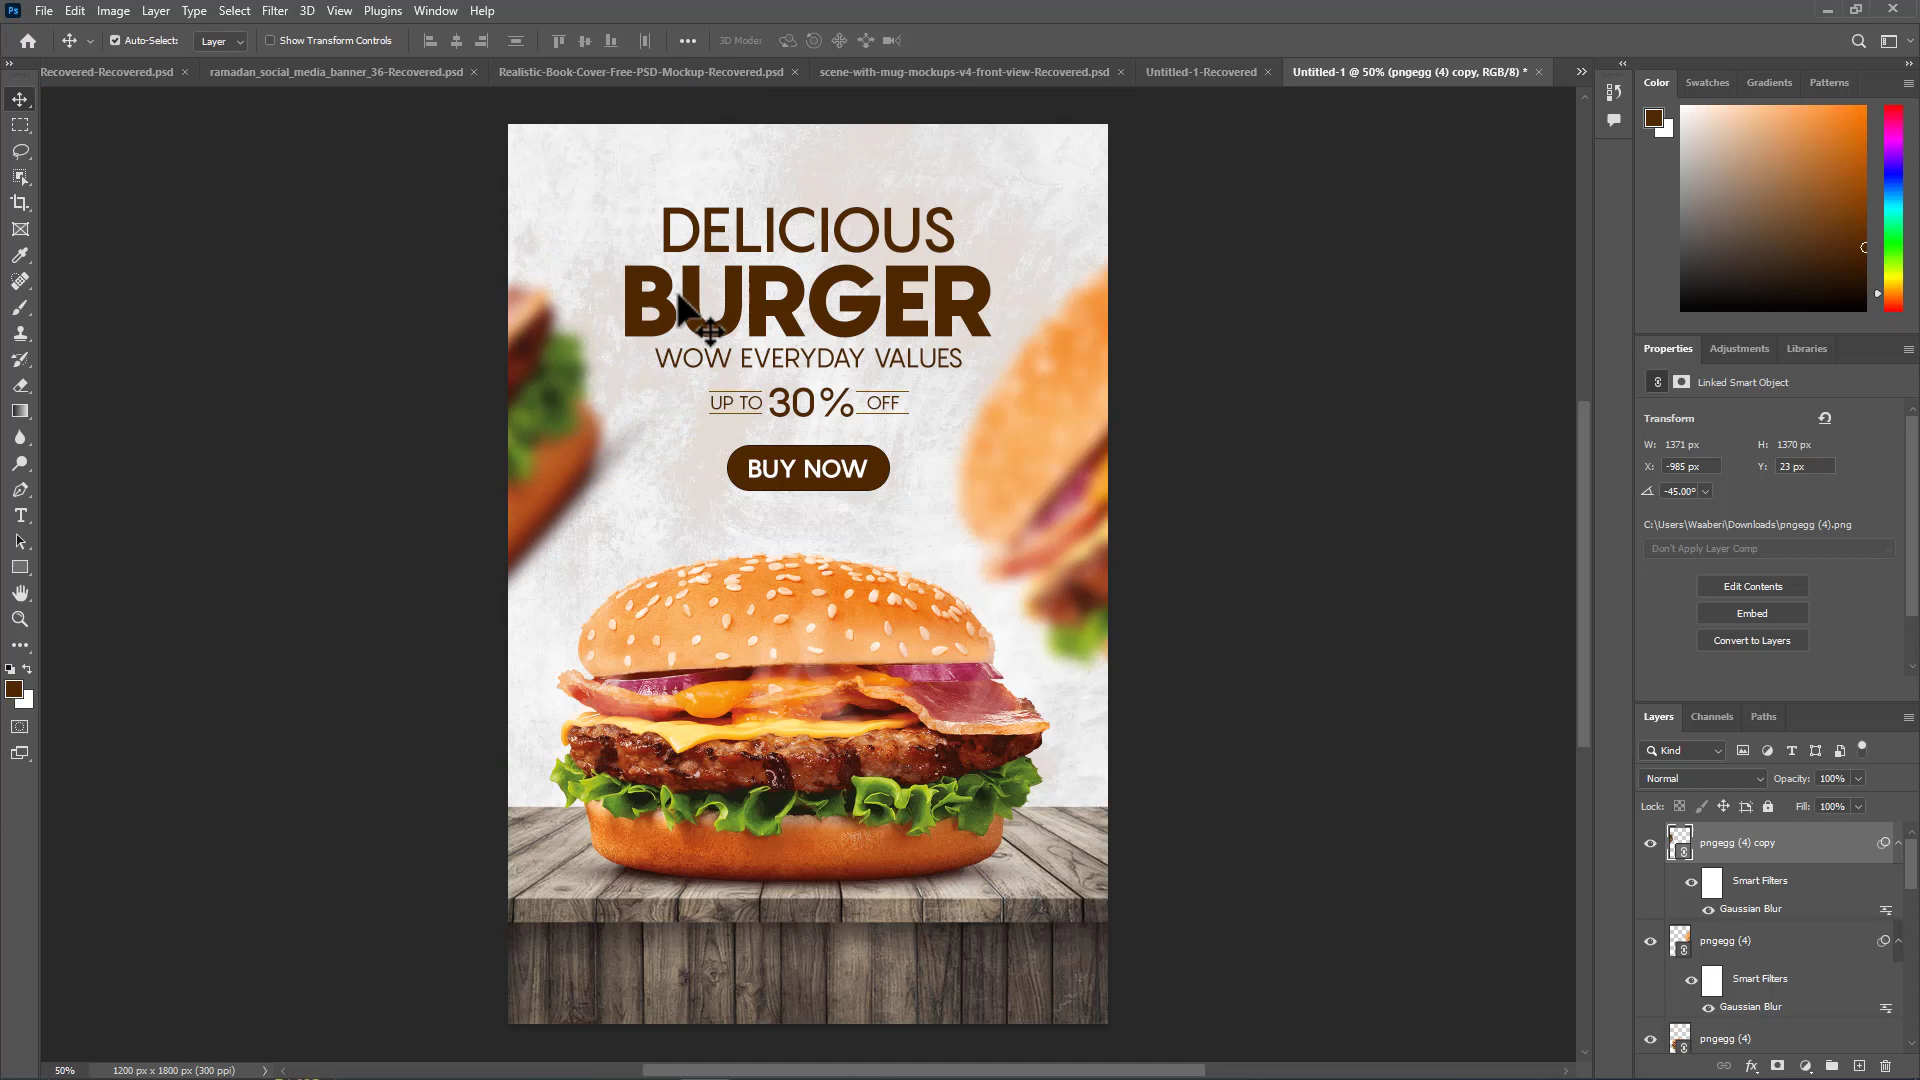 Ps File Edit Image Layer Type Select Filter 3D View Plugins Window Help
Auto-Select: Layer Show Transform Controls 3D Mode:
Recovered-Recovered.psd × ramadan_social_media_banner_36-Recovered.psd × Realistic-Book-Cover-Free-PSD-Mockup-Recovered.psd × scene-with-mug-mockups-v4-front-view-Recovered.psd × Untitled-1-Recovered × Untitled-1 @ 50% (pngegg (4) copy, RGB/8) * ×
Color Swatches Gradients Patterns
DELICIOUS
BURGER
WOW EVERYDAY VALUES
UP TO 30% OFF
BUY NOW
Properties Adjustments Libraries
Linked Smart Object
Transform
W: 1371 px H: 1370 px
X: -985 px Y: 23 px
-45.00°
C:\Users\Waaberi\Downloads\pngegg (4).png
Don't Apply Layer Comp
Edit Contents
Embed
Convert to Layers
Layers Channels Paths
Kind
Normal Opacity: 100%
Lock: Fill: 100%
pngegg (4) copy
Smart Filters
Gaussian Blur
pngegg (4)
Smart Filters
Gaussian Blur
pngegg (4)
50% 1200 px x 1800 px (300 ppi)